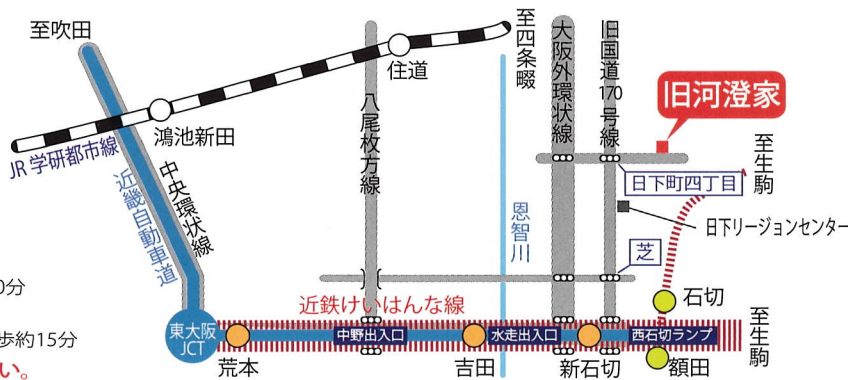 至吹田
至四条畷
大阪外環状線
旧国道170号線
住道
旧河澄家
八尾枚方線
鴻池新田
JR 学研都市線
至生駒
近畿自動車道
中央環状線
日下町四丁目
恩智川
日下リージョンセンター
芝
0分
近鉄けいはんな線
石切
歩約15分
東大阪
JCT
中野出入口
水走出入口
西石切ランプ
至生駒
い。
荒本
吉田
新石切
額田